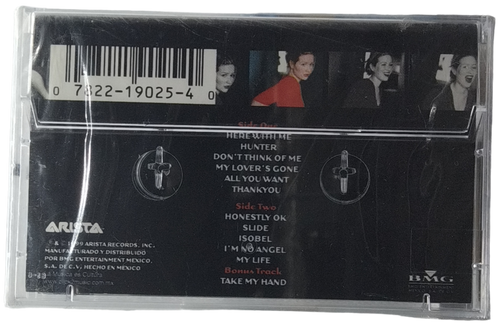 0 7822-19025-4 0
Side One
HERE WITH ME
HUNTER
DON'T THINK OF ME
MY LOVER'S GONE
ALL YOU WANT
THANKYOU
Side Two
HONESTLY OK
SLIDE
ISOBEL
I'M NO ANGEL
MY LIFE
Bonus Track
TAKE MY HAND
ARISTA
1999 ARISTA RECORDS, INC.
MANUFACTURADO Y DISTRIBUIDO
POR BMG ENTERTAINMENT MEXICO,
S.A. DE C.V.; HECHO EN MEXICO
BMG